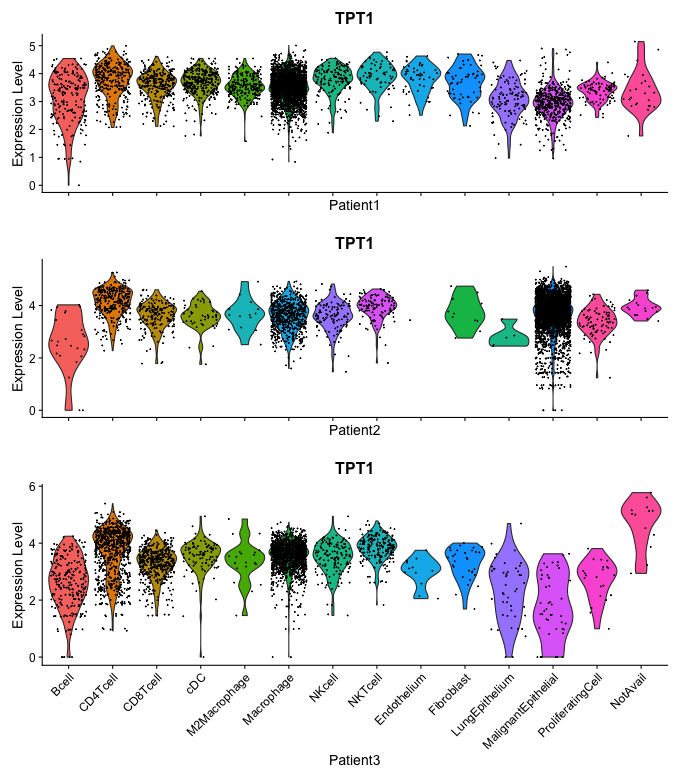 TPT1
Expression Level
5
4
3
2
1
0
Patient1
TPT1
Expression Level
4
2
0
Patient2
TPT1
Expression Level
6
4
2
0
Bcell
CD4Tcell
CD8Tcell
cDC
M2Macrophage
Macrophage
NKcell
NKTcell
Endothelium
Fibroblast
LungEpithelium
MalignantEpithelial
ProliferatingCell
NotAvail
Patient3